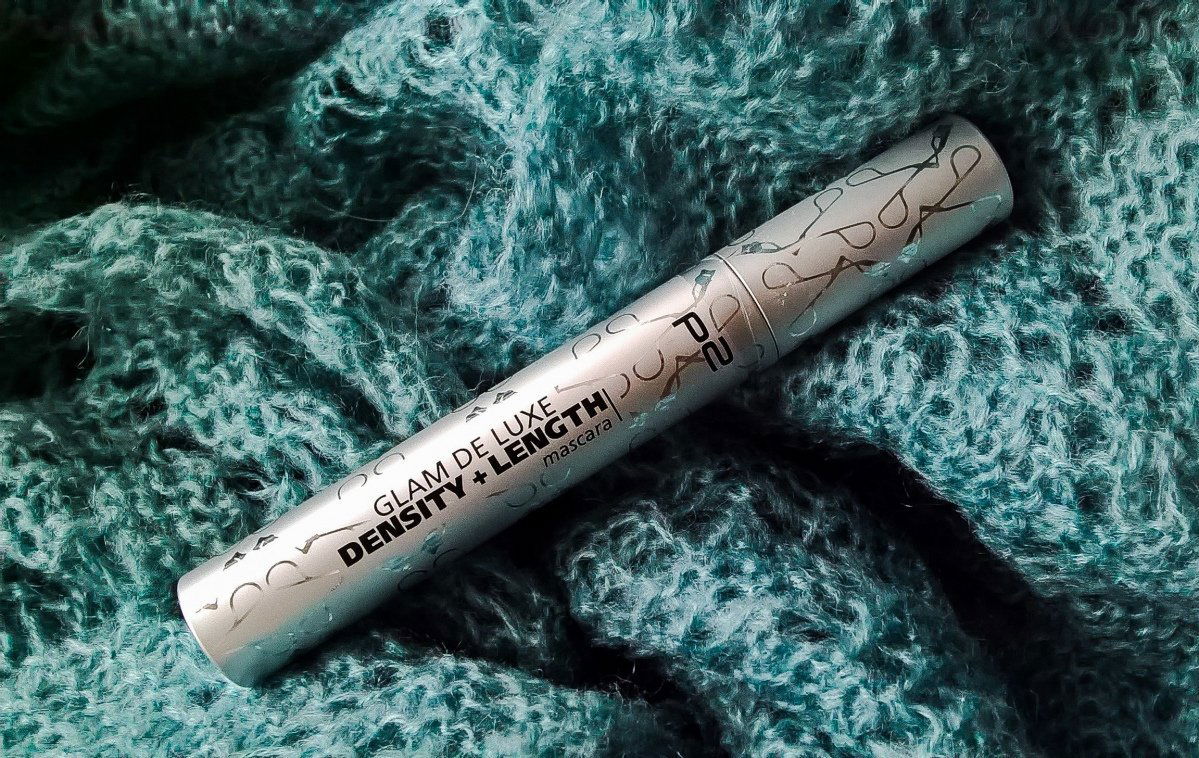 GLAM DE LUXE
DENSITY + LENGTH
mascara
P2